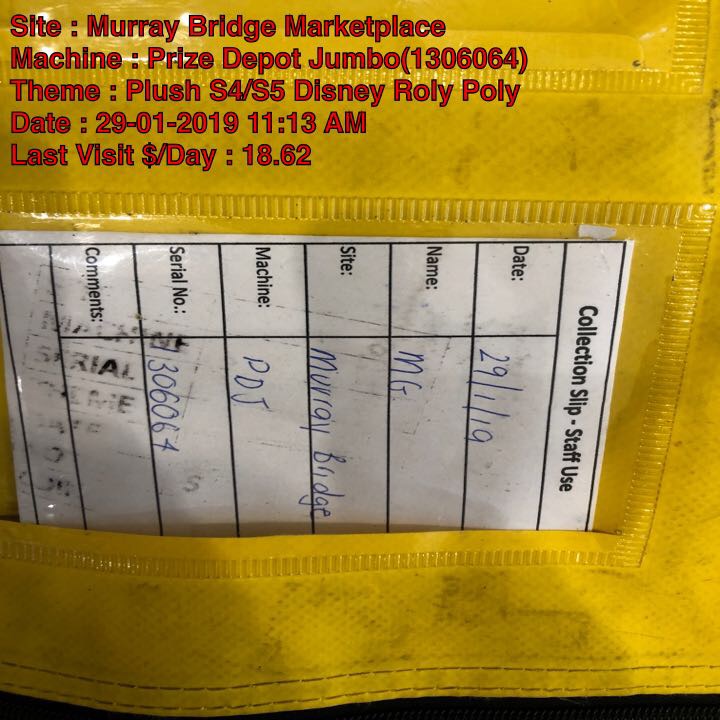 Site : Murray Bridge Marketplace
Machine : Prize Depot Jumbo(1306064)
Theme : Plush S4/S5 Disney Roly Poly
Date : 29-01-2019 11:13 AM
Last Visit $/Day : 18.62
Collection Slip - Staff Use
Date: 29/1/19
Name: MG
Site: Murray Bridge
Machine: PDJ
Serial No.: 1306064
Comments:
MACHINE
SERIAL
THEME